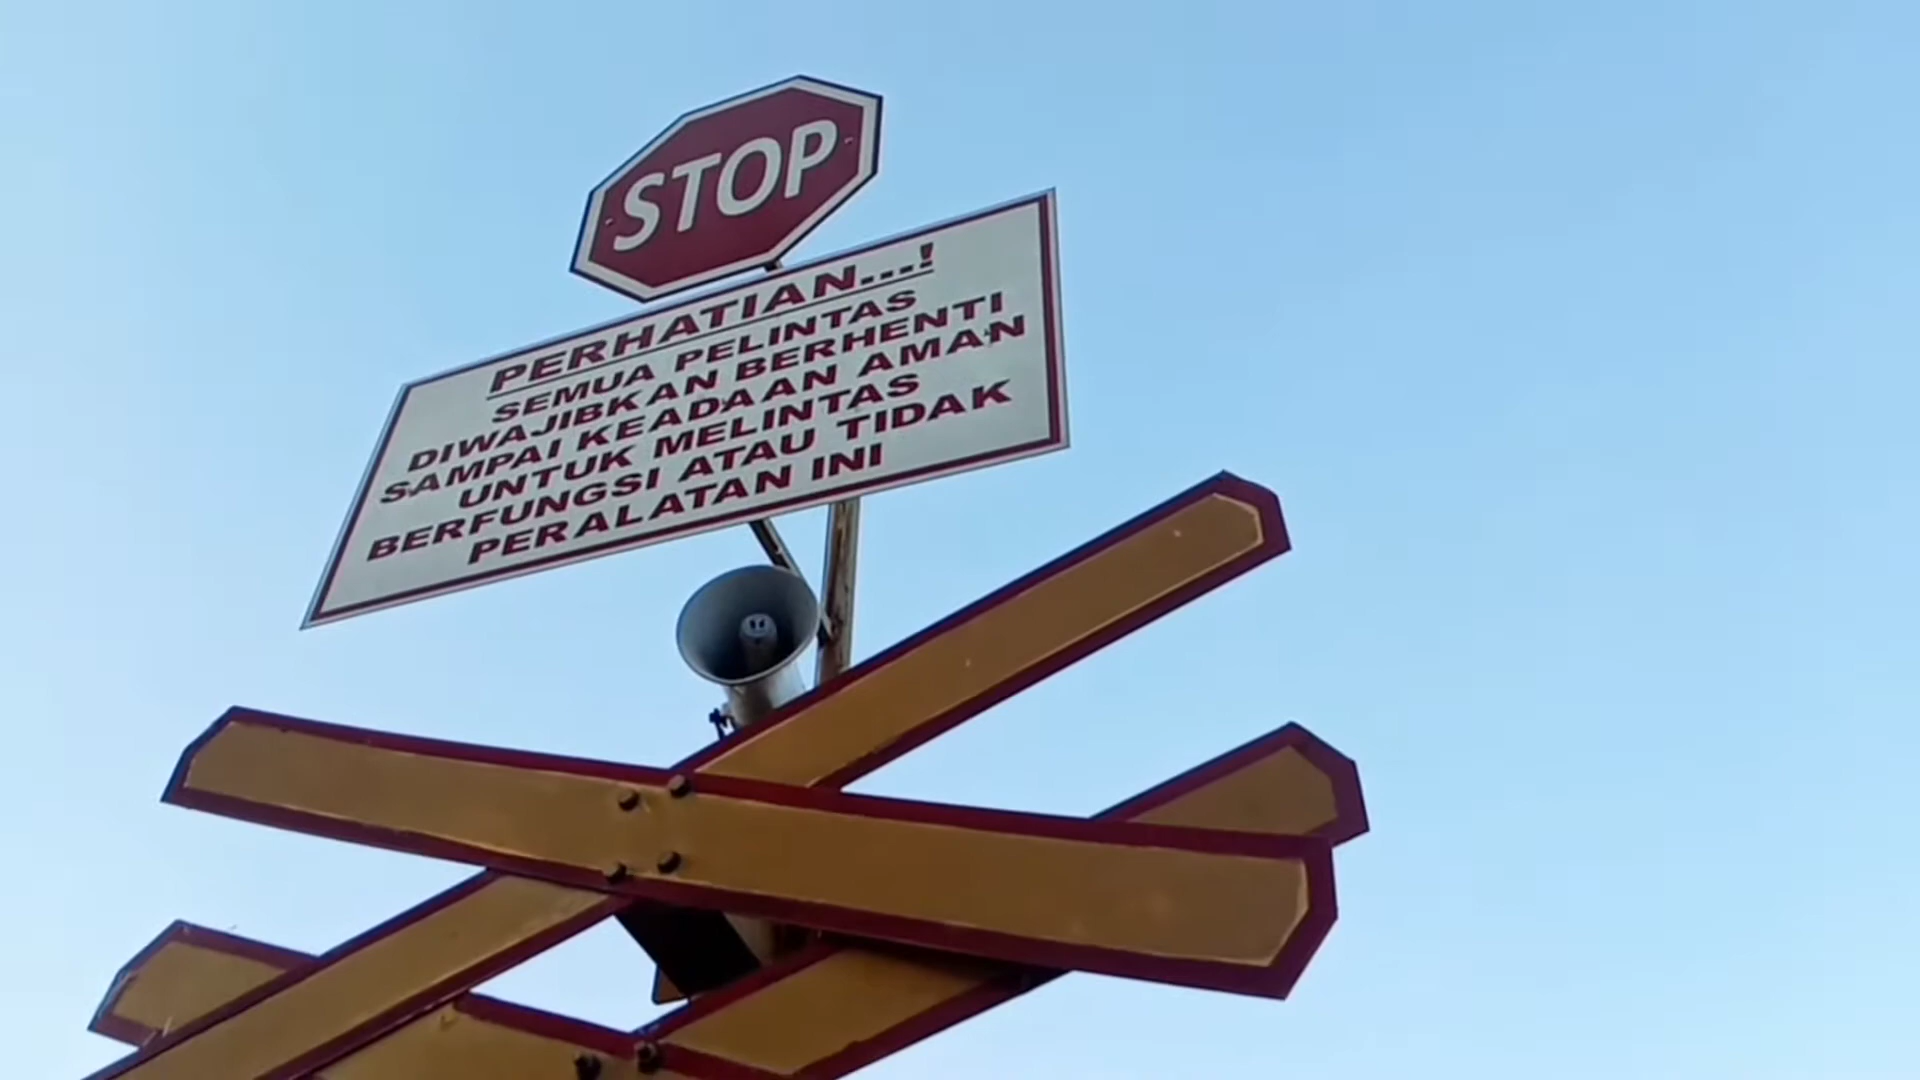 STOP
PERHATIAN...!
SEMUA PELINTAS
DIWAJIBKAN BERHENTI
SAMPAI KEADAAN AMAN
UNTUK MELINTAS
BERFUNGSI ATAU TIDAK
PERALATAN INI